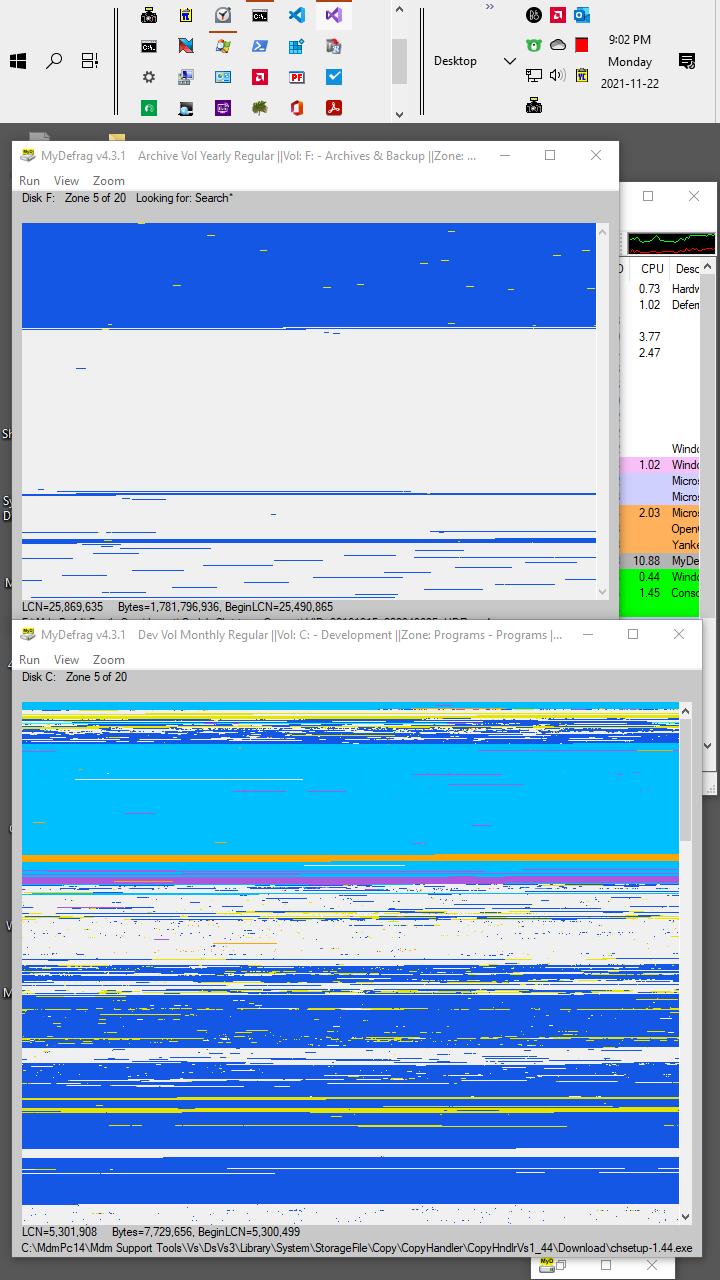 Desktop
9:02 PM
Monday
2021-11-22
MyDefrag v4.3.1 Archive Vol Yearly Regular ||Vol: F: - Archives & Backup ||Zone: ...
Run View Zoom
Disk F: Zone 5 of 20 Looking for: Search*
CPU Desc
0.73 Hardw
1.02 Defer
3.77
2.47
Windo
1.02 Windo
Micros
Micros
2.03 Micros
Open
Yanke
10.88 MyDe
0.44 Windo
1.45 Conso
LCN=25,869,635 Bytes=1,781,796,936, BeginLCN=25,490,865
MyDefrag v4.3.1 Dev Vol Monthly Regular ||Vol: C: - Development ||Zone: Programs - Programs |...
Run View Zoom
Disk C: Zone 5 of 20
LCN=5,301,908 Bytes=7,729,656, BeginLCN=5,300,499
C:\MdmPc14\Mdm Support Tools\Vs\DsVs3\Library\System\StorageFile\Copy\CopyHandler\CopyHndlrVs1_44\Download\chsetup-1.44.exe